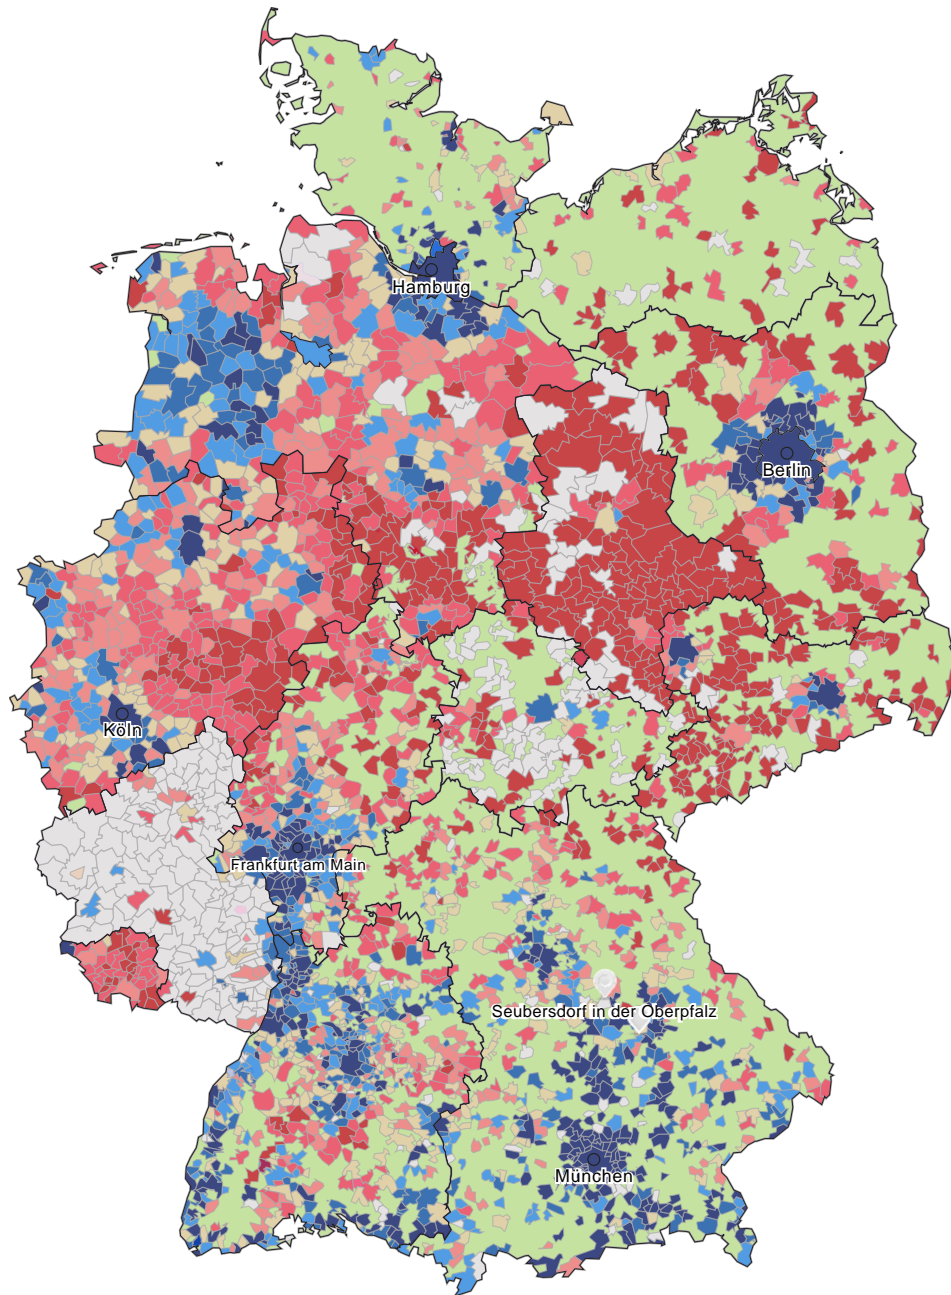 Hamburg
Berlin
Köln
Frankfurt am Main
Seubersdorf in der Oberpfalz
München